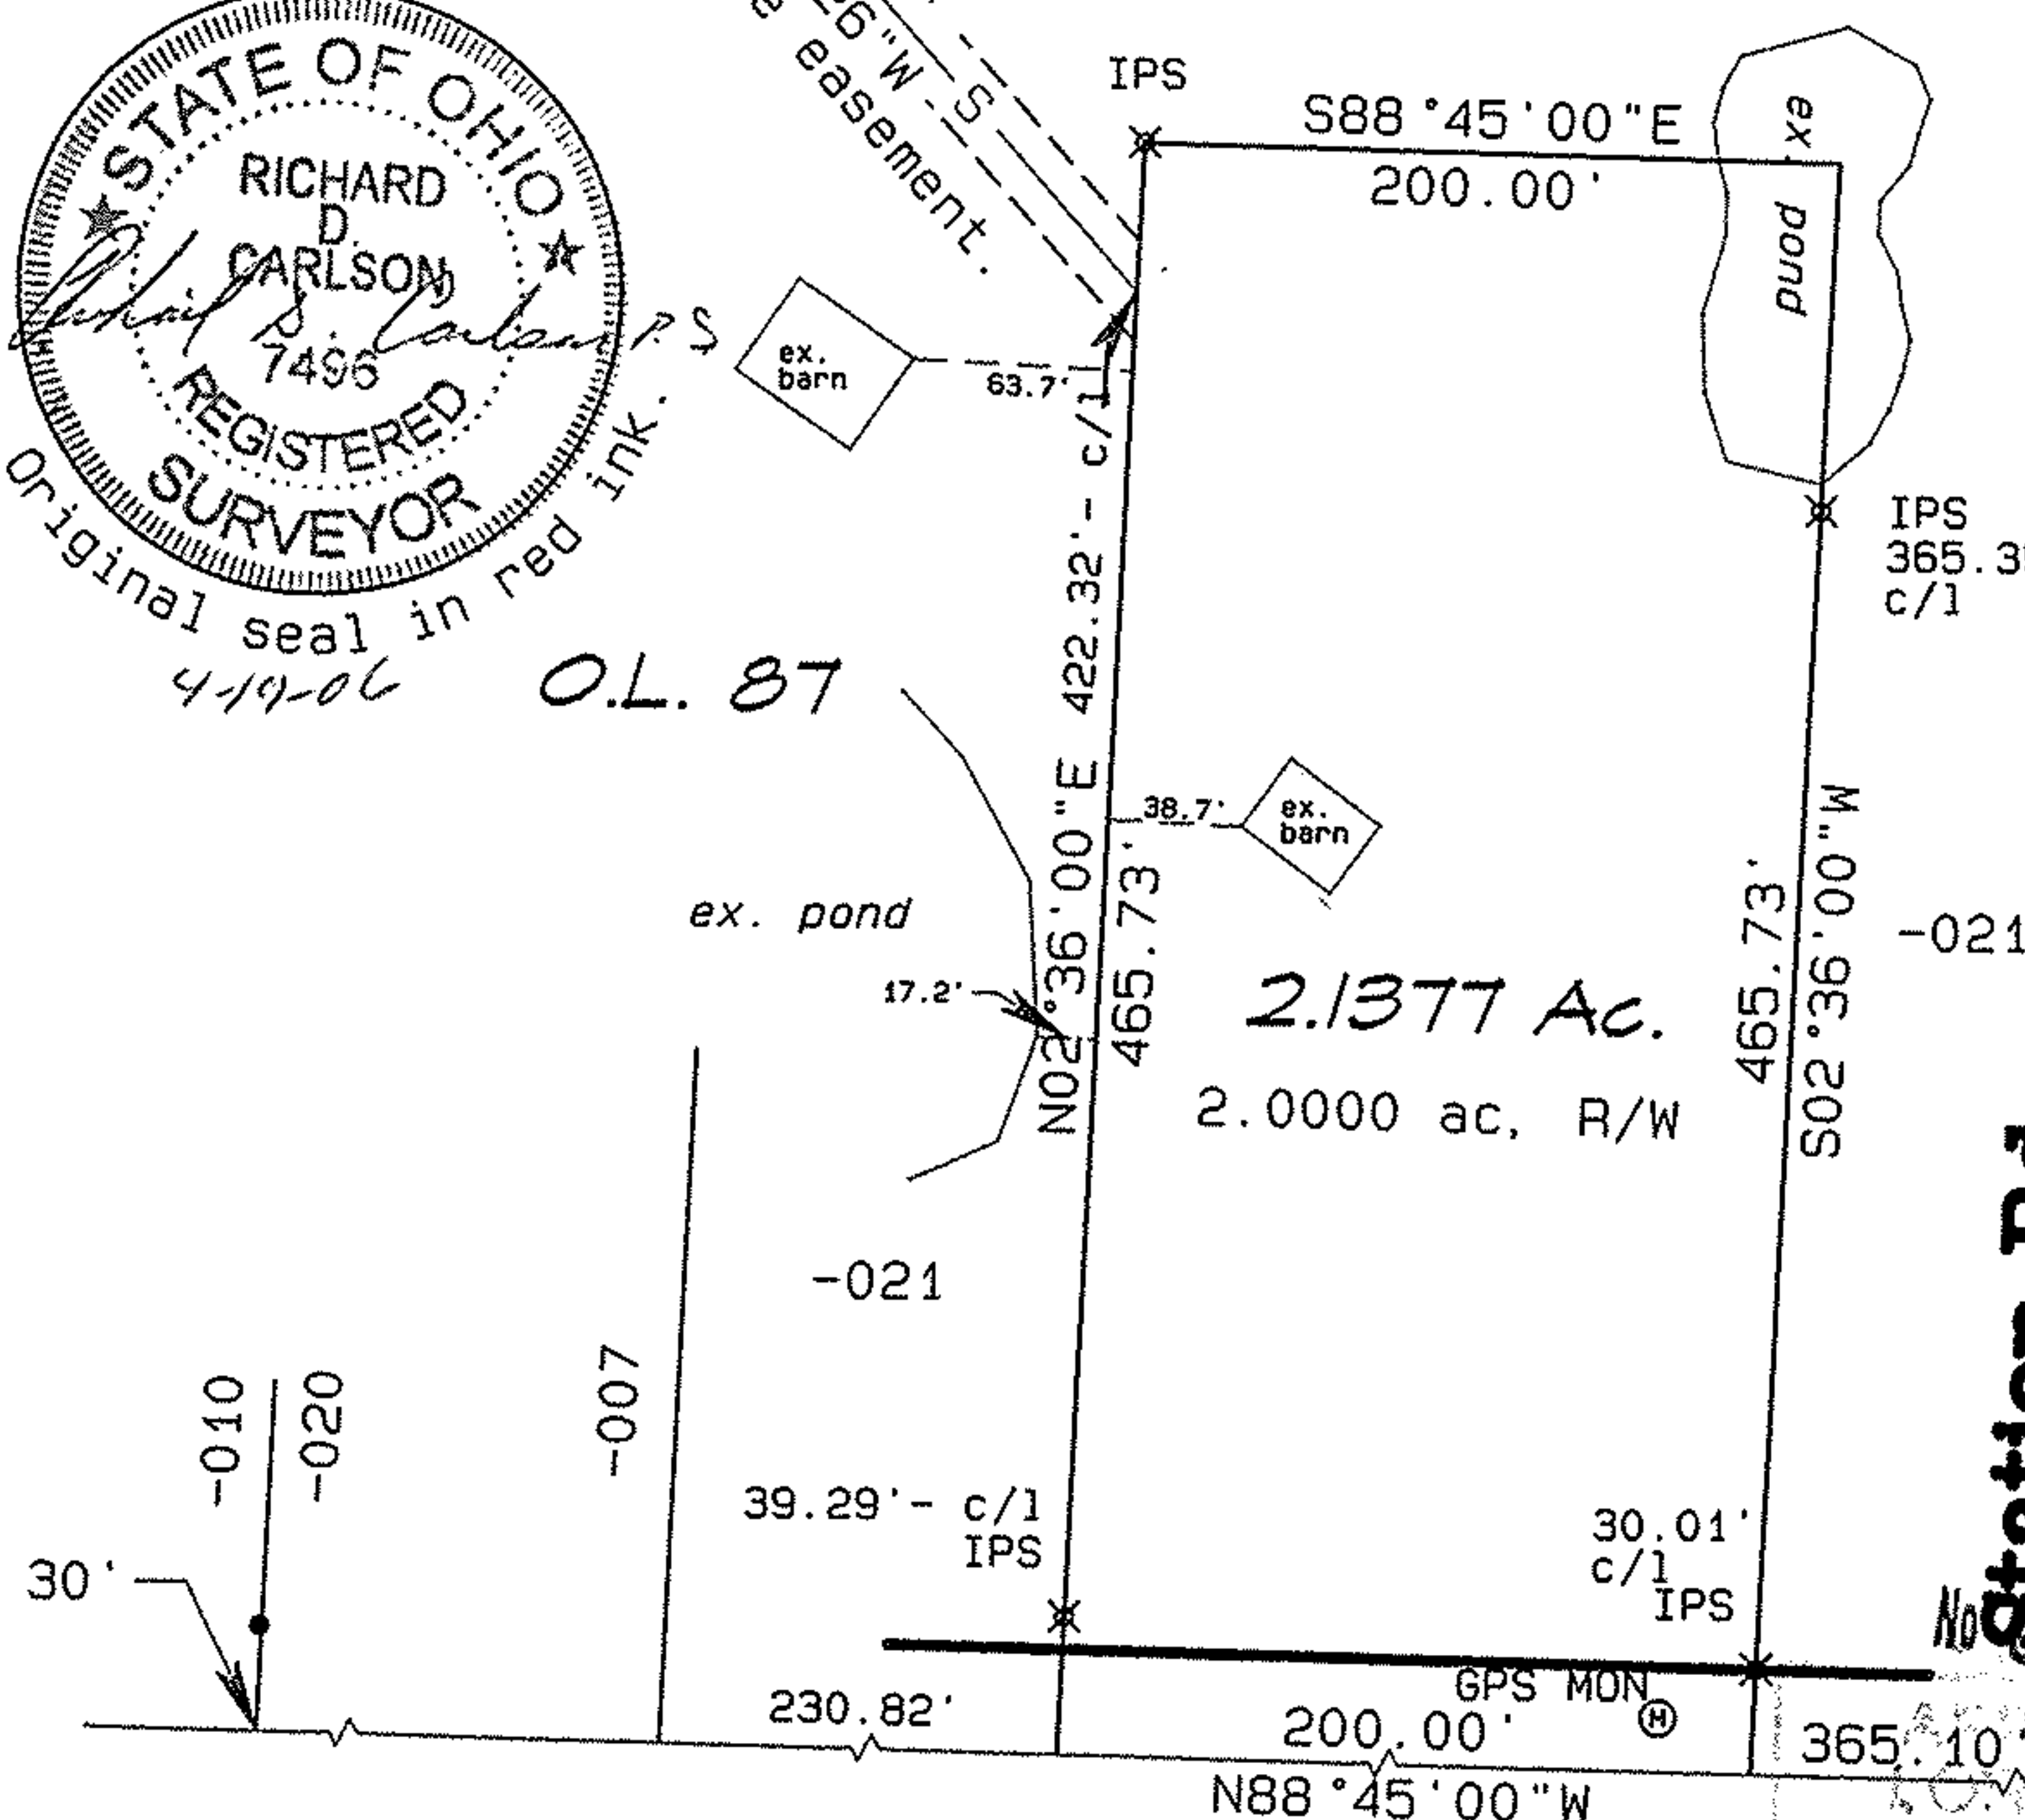 STATE OF OHIO
RICHARD
D.
CARLSON
7496
REGISTERED
SURVEYOR
P.S
Original seal in red ink.
4-19-06
26"W
easement.
S
IPS
S88°45'00"E
200.00'
ex. pond
ex.
barn
63.7'
N02°36'00"E 422.32'- c/l
465.73'
IPS
c/l
O.L. 87
38.7'
ex.
barn
ex. pond
17.2'
2.1377 Ac.
2.0000 ac, R/W
465.73'
S02°36'00"W
-021
-021
-010
-020
-007
39.29'- c/l
IPS
30.01'
c/l
IPS
30'
GPS MON
230.82'
200.00'
365.10'
N88°45'00"W
No
Station